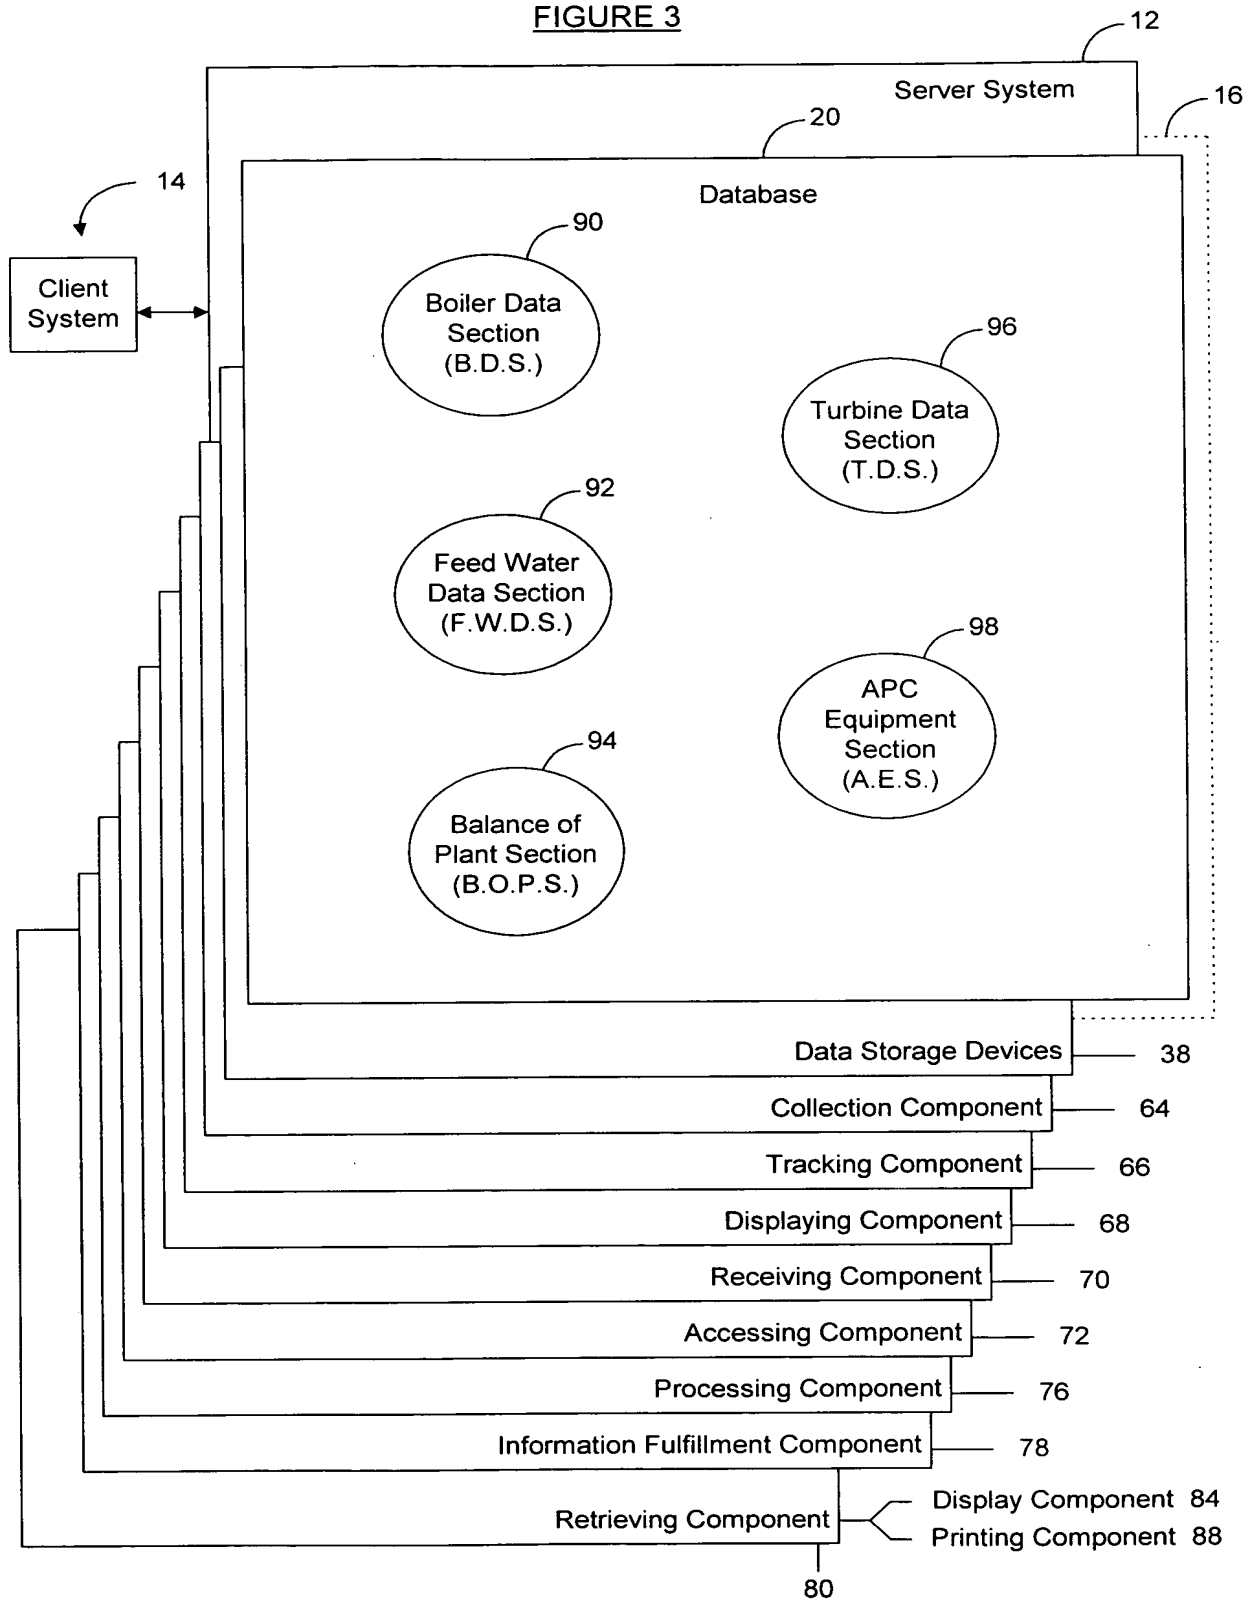 FIGURE 3
12
Server System
16
20
Database
14
Client
System
90
Boiler Data
Section
(B.D.S.)
96
Turbine Data
Section
(T.D.S.)
92
Feed Water
Data Section
(F.W.D.S.)
98
APC
Equipment
Section
(A.E.S.)
94
Balance of
Plant Section
(B.O.P.S.)
Data Storage Devices 38
Collection Component 64
Tracking Component 66
Displaying Component 68
Receiving Component 70
Accessing Component 72
Processing Component 76
Information Fulfillment Component 78
Display Component 84
Retrieving Component
Printing Component 88
80